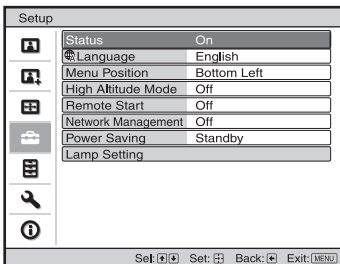 Setup
Status On
Language English
Menu Position Bottom Left
High Altitude Mode Off
Remote Start Off
Network Management Off
Power Saving Standby
Lamp Setting
Sel: Set: Back: Exit: MENU